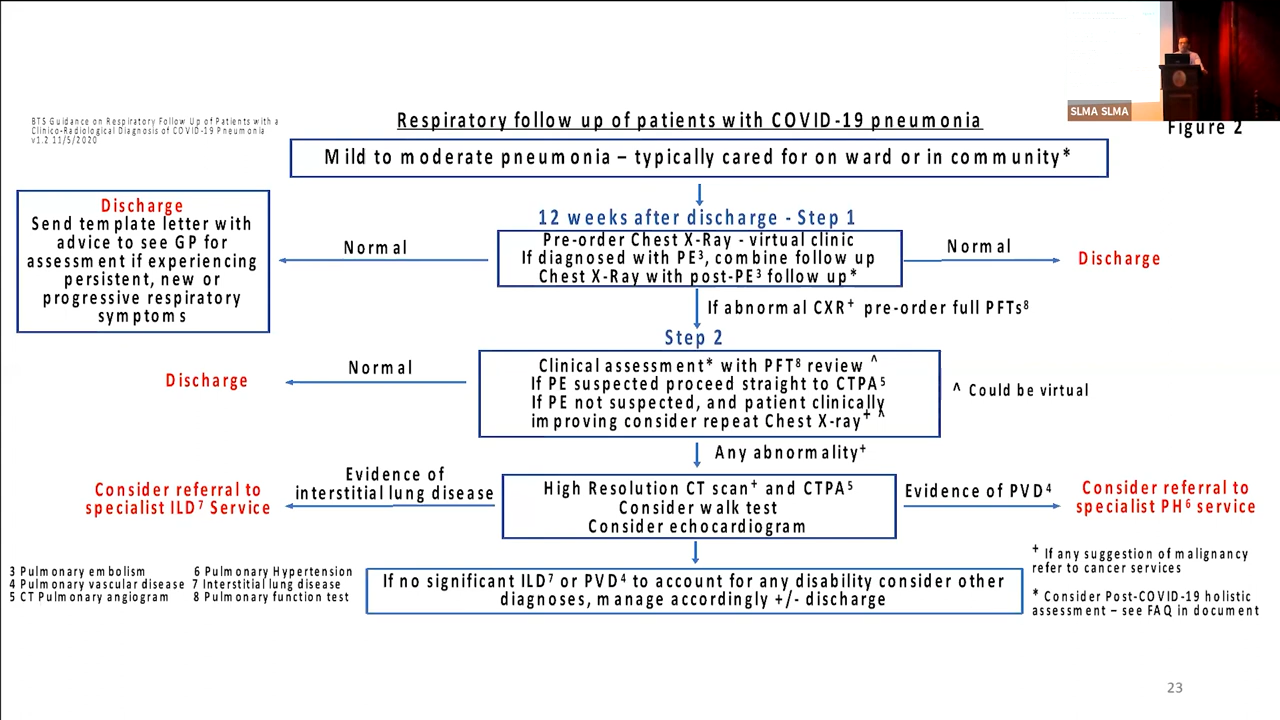 SLMA SLMA
BTS Guidance on Respiratory Follow Up of Patients with a
Clinico-Radiological Diagnosis of COVID-19 Pneumonia
v1.2 11/5/2020
Respiratory follow up of patients with COVID-19 pneumonia
Figure 2
Mild to moderate pneumonia – typically cared for on ward or in community*
12 weeks after discharge - Step 1
Discharge
Send template letter with
advice to see GP for
assessment if experiencing
persistent, new or
progressive respiratory
symptoms
Normal
Pre-order Chest X-Ray - virtual clinic
If diagnosed with PE³, combine follow up
Chest X-Ray with post-PE³ follow up*
Normal
Discharge
If abnormal CXR⁺ pre-order full PFTs⁸
Step 2
Discharge
Normal
Clinical assessment* with PFT⁸ review ^
If PE suspected proceed straight to CTPA⁵
If PE not suspected, and patient clinically
improving consider repeat Chest X-ray⁺ ^
^ Could be virtual
Any abnormality⁺
Consider referral to
specialist ILD⁷ Service
Evidence of
interstitial lung disease
High Resolution CT scan⁺ and CTPA⁵
Consider walk test
Consider echocardiogram
Evidence of PVD⁴
Consider referral to
specialist PH⁶ service
3 Pulmonary embolism
4 Pulmonary vascular disease
5 CT Pulmonary angiogram
6 Pulmonary Hypertension
7 Interstitial lung disease
8 Pulmonary function test
If no significant ILD⁷ or PVD⁴ to account for any disability consider other
diagnoses, manage accordingly +/- discharge
⁺ If any suggestion of malignancy
refer to cancer services
* Consider Post-COVID-19 holistic
assessment – see FAQ in document
23